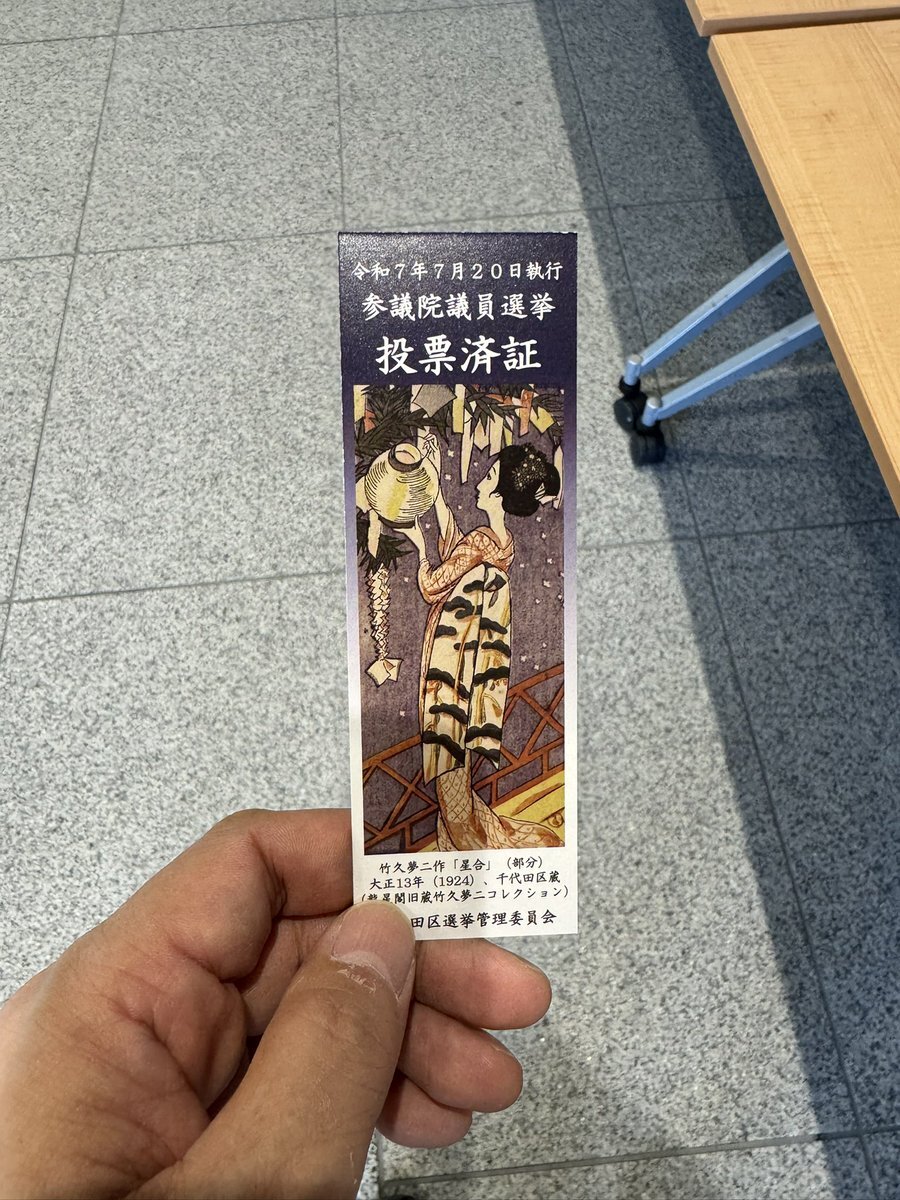 令和7年7月20日執行
参議院議員選挙
投票済証
竹久夢二作「星合」（部分）
大正13年（1924）、千代田区蔵
（龍星閣旧蔵竹久夢二コレクション）
田区選挙管理委員会